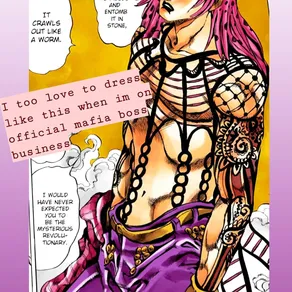 IT
CRAWLS
OUT LIKE
A WORM.
AND
ENTOMB IT
IN STONE,
I too love to dress
like this when im on
official mafia boss
business
I WOULD
HAVE NEVER
EXPECTED YOU
TO BE THE
MYSTERIOUS
REVOLU-
TIONARY.